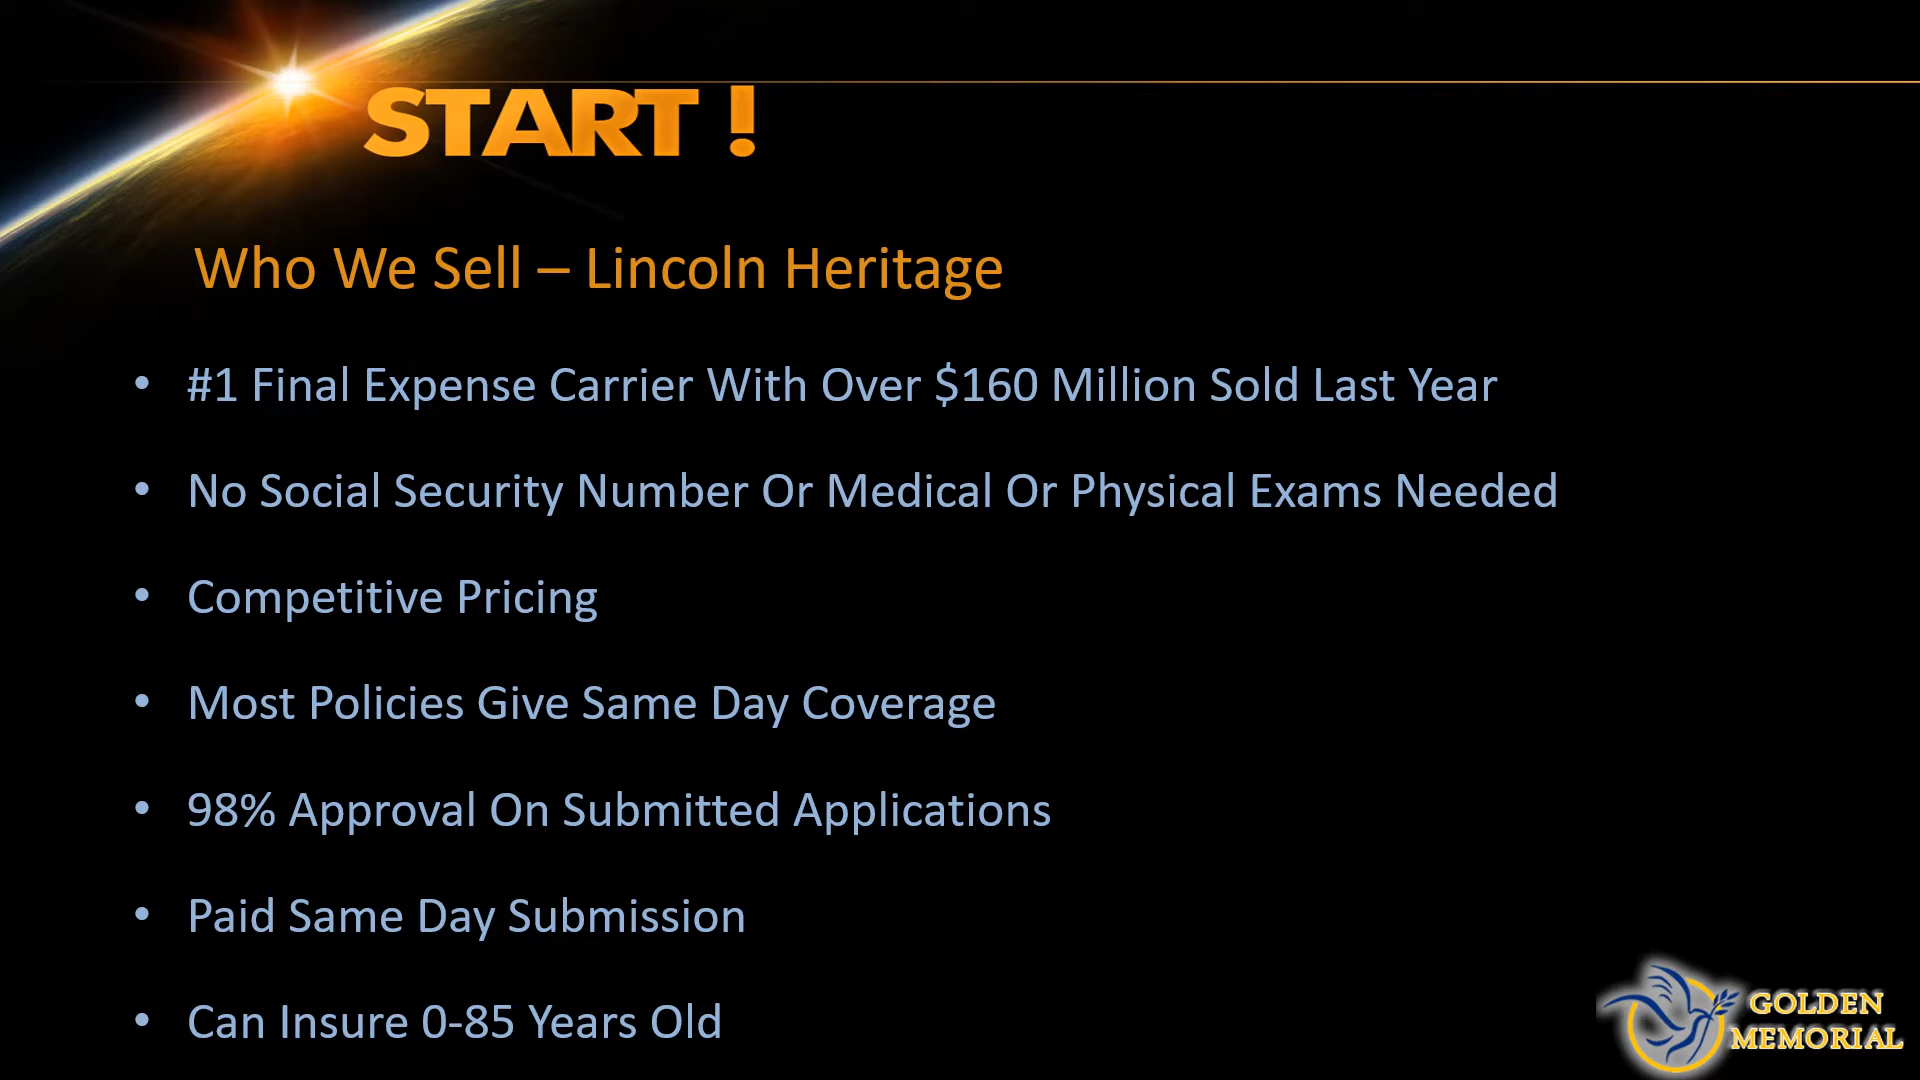 START !
Who We Sell – Lincoln Heritage
• #1 Final Expense Carrier With Over $160 Million Sold Last Year
• No Social Security Number Or Medical Or Physical Exams Needed
• Competitive Pricing
• Most Policies Give Same Day Coverage
• 98% Approval On Submitted Applications
• Paid Same Day Submission
• Can Insure 0-85 Years Old
GOLDEN
MEMORIAL